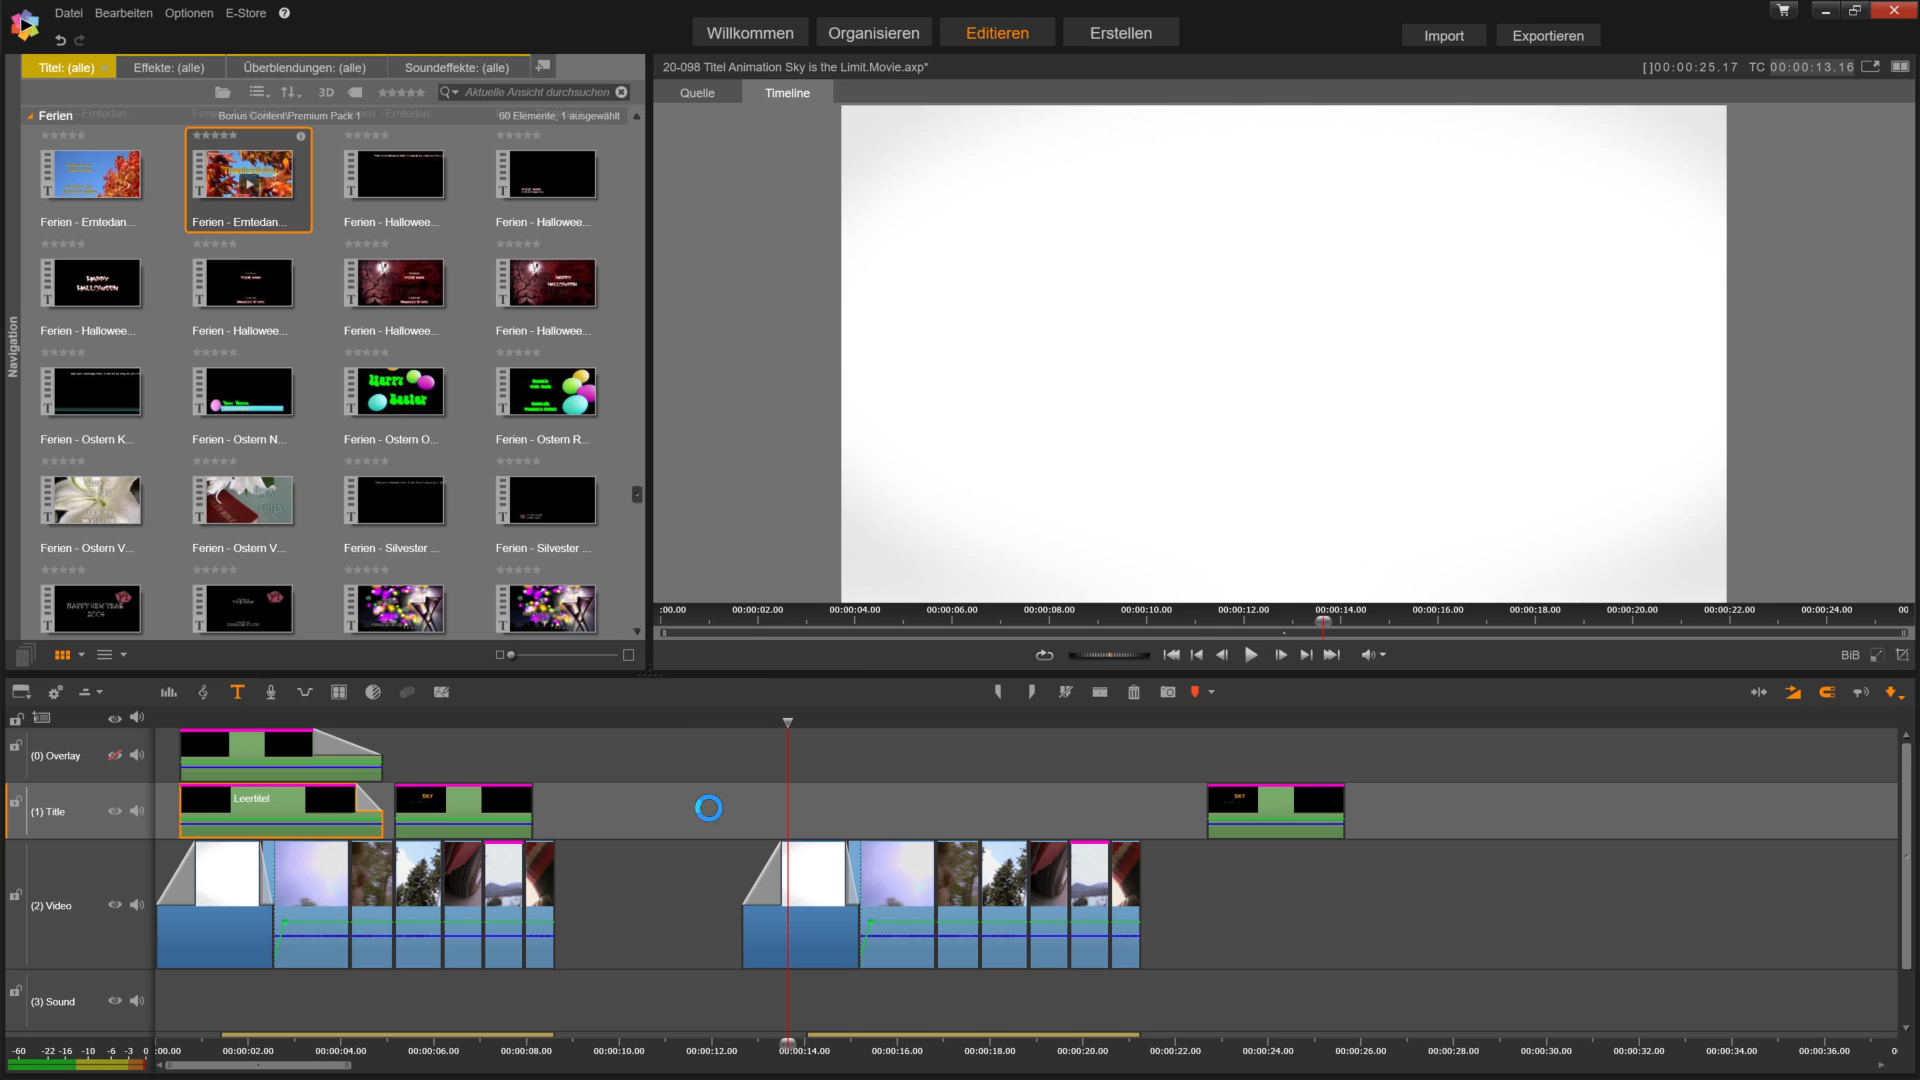 Datei Bearbeiten Optionen E-Store
Willkommen Organisieren Editieren Erstellen
Import Exportieren
Titel: (alle) Effekte: (alle) Überblendungen: (alle) Soundeffekte: (alle)
20-098 Titel Animation Sky is the Limit.Movie.axp*
[ ]00:00:25.17 TC 00:00:13.16
3D Aktuelle Ansicht durchsuchen
Quelle Timeline
Ferien Bonus Content\Premium Pack 1 60 Elemente, 1 ausgewählt
Navigation
Ferien - Erntedan... Ferien - Erntedan... Ferien - Hallowee... Ferien - Hallowee...
HAPPY
HALLOWEEN
Ferien - Hallowee... Ferien - Hallowee... Ferien - Hallowee... Ferien - Hallowee...
Happy
Easter
Ferien - Ostern K... Ferien - Ostern N... Ferien - Ostern O... Ferien - Ostern R...
Ferien - Ostern V... Ferien - Ostern V... Ferien - Silvester ... Ferien - Silvester ...
HAPPY NEW YEAR
2004
:00.00 00:00:02.00 00:00:04.00 00:00:06.00 00:00:08.00 00:00:10.00 00:00:12.00 00:00:14.00 00:00:16.00 00:00:18.00 00:00:20.00 00:00:22.00 00:00:24.00 00
BiB
(0) Overlay
(1) Title
Leertitel
SKY
SKY
(2) Video
(3) Sound
-60 -22 -16 -10 -6 -3 0
:00.00 00:00:02.00 00:00:04.00 00:00:06.00 00:00:08.00 00:00:10.00 00:00:12.00 00:00:14.00 00:00:16.00 00:00:18.00 00:00:20.00 00:00:22.00 00:00:24.00 00:00:26.00 00:00:28.00 00:00:30.00 00:00:32.00 00:00:34.00 00:00:36.00 0